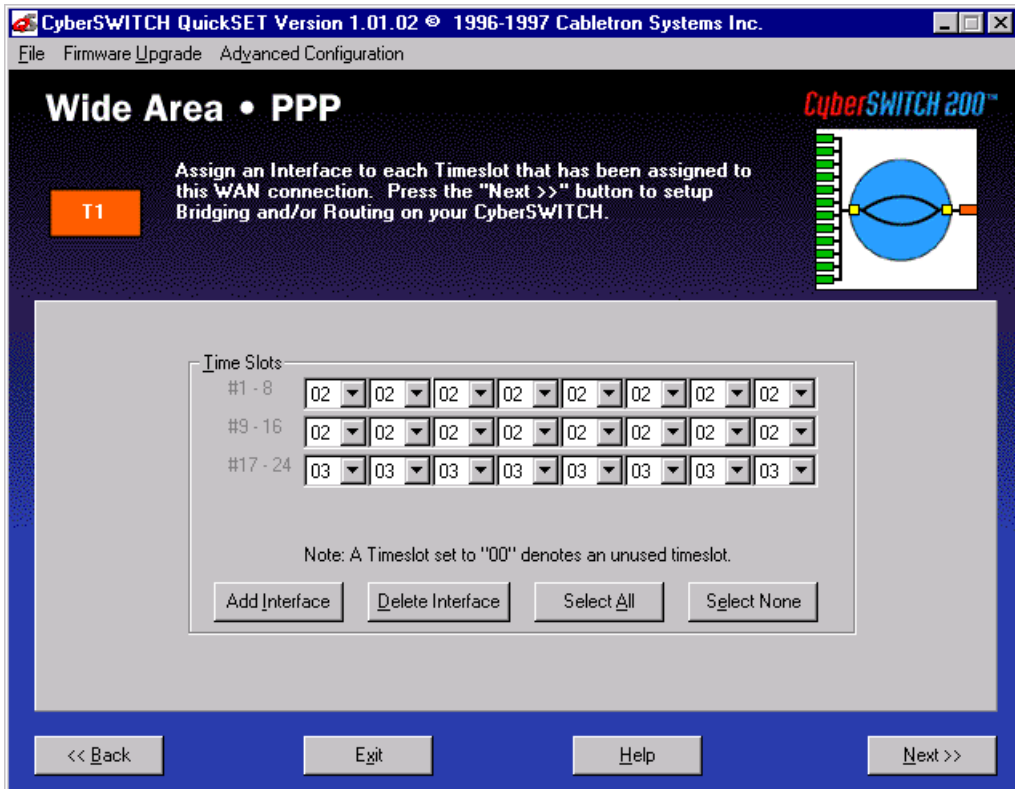 CyberSWITCH QuickSET Version 1.01.02 © 1996-1997 Cabletron Systems Inc.
File Firmware Upgrade Advanced Configuration
Wide Area • PPP
CyberSWITCH 200™
T1
Assign an Interface to each Timeslot that has been assigned to
this WAN connection. Press the "Next >>" button to setup
Bridging and/or Routing on your CyberSWITCH.
Time Slots
#1 - 8 02 02 02 02 02 02 02 02
#9 - 16 02 02 02 02 02 02 02 02
#17 - 24 03 03 03 03 03 03 03 03
Note: A Timeslot set to "00" denotes an unused timeslot.
Add Interface Delete Interface Select All Select None
<< Back Exit Help Next >>